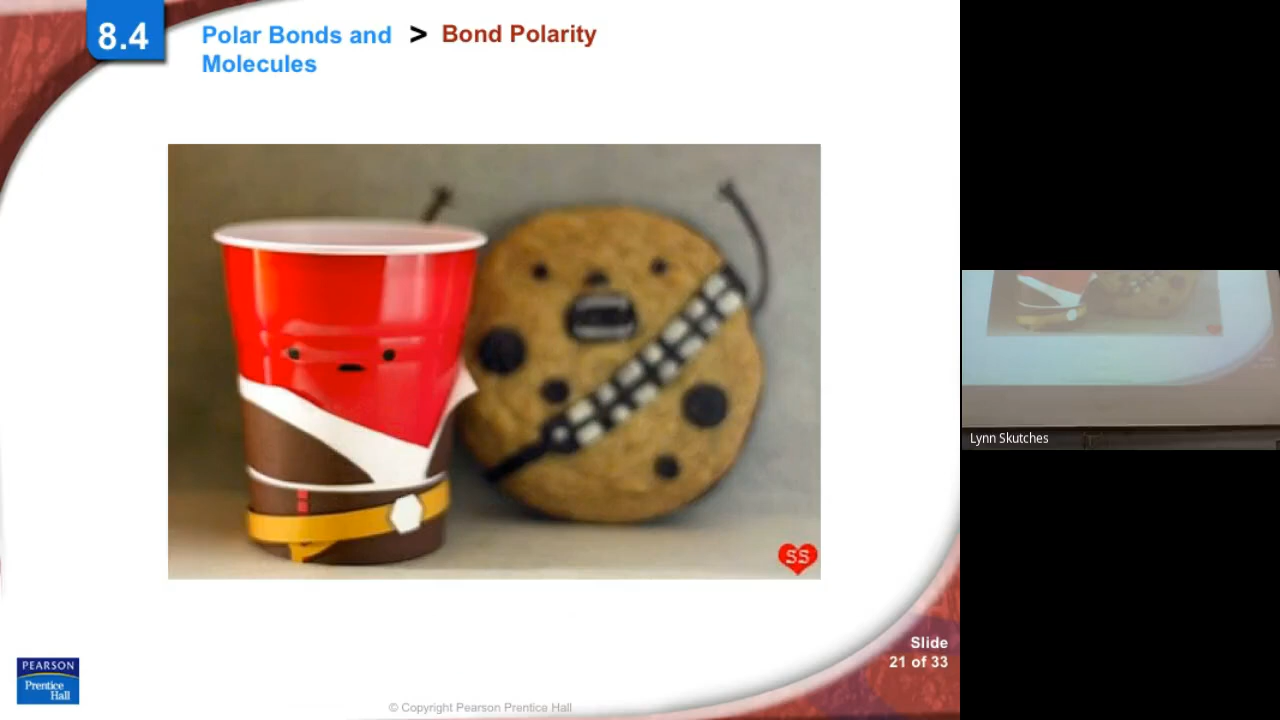 8.4
Polar Bonds and
Molecules
> Bond Polarity
SS
Lynn Skutches
Slide
21 of 33
PEARSON
Prentice
Hall
© Copyright Pearson Prentice Hall